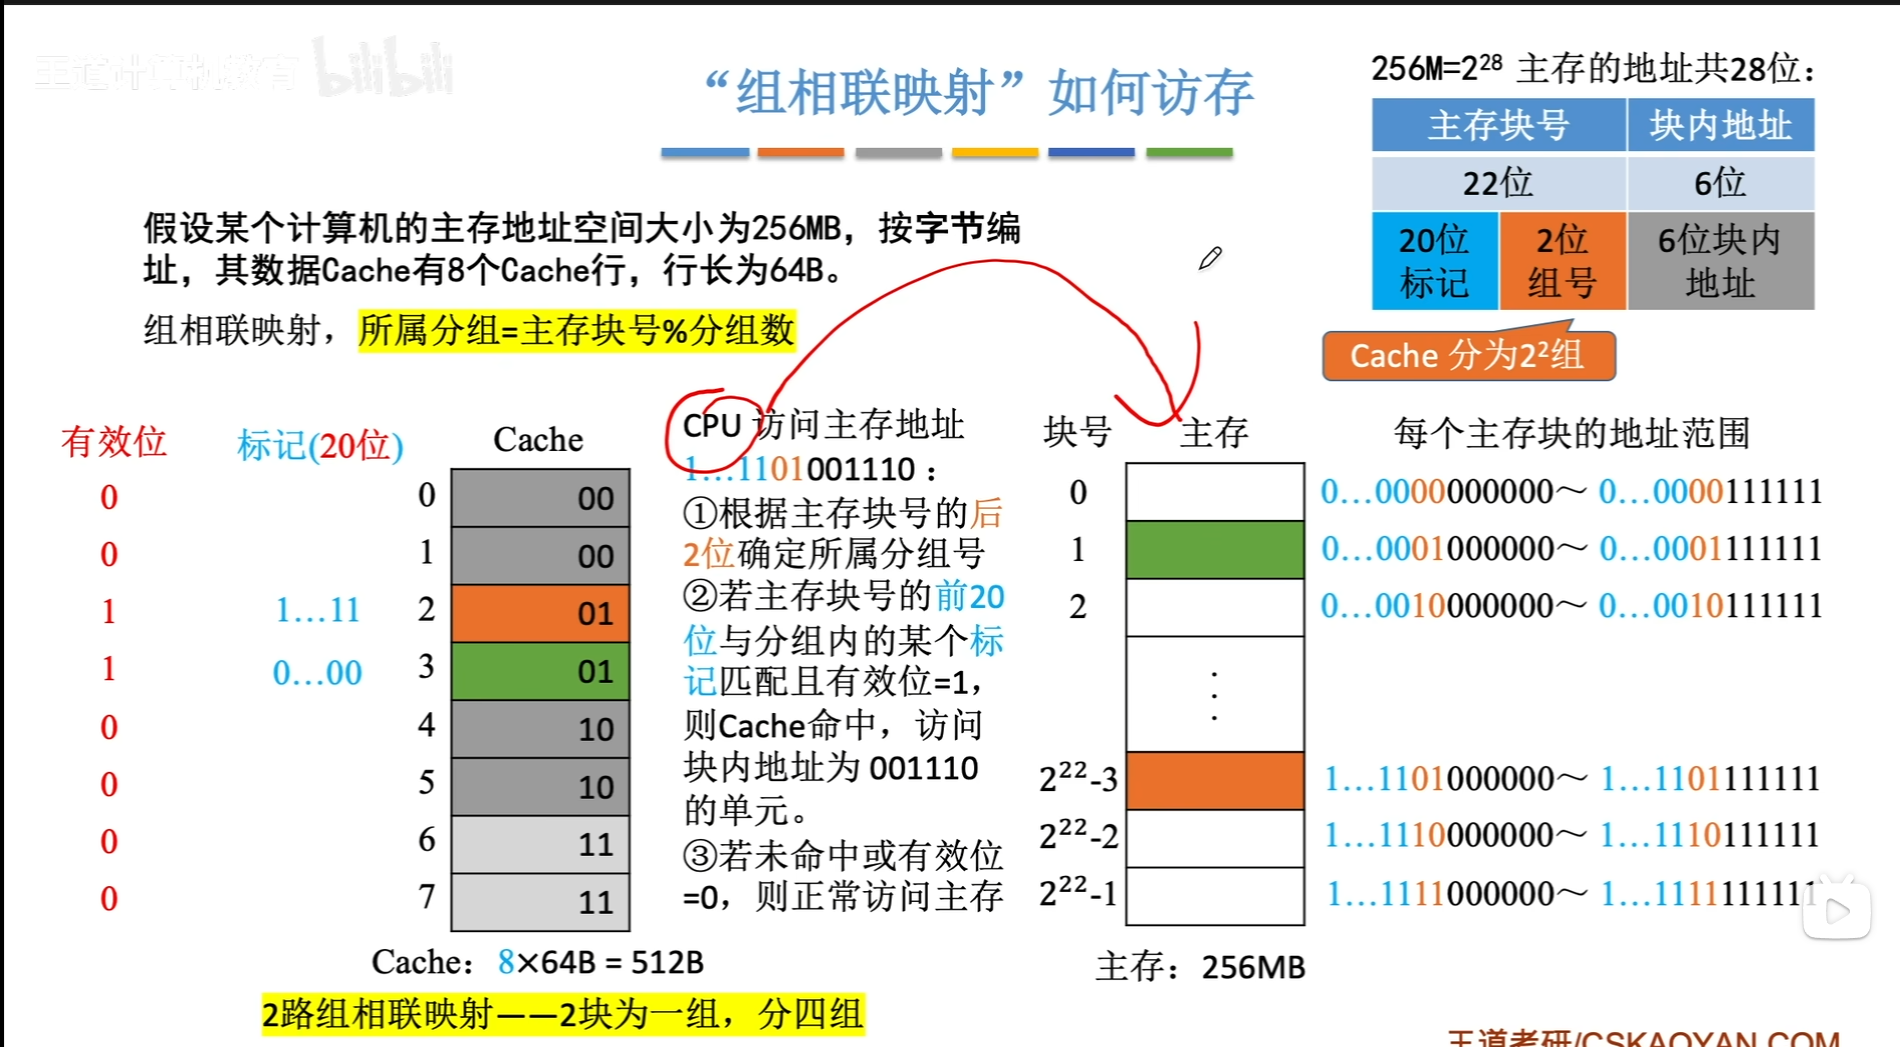 王道计算机教育 bilibili
“组相联映射”如何访存
256M=2²⁸ 主存的地址共28位：
主存块号 块内地址
22位 6位
20位标记 2位组号 6位块内地址
Cache 分为2²组
假设某个计算机的主存地址空间大小为256MB，按字节编
址，其数据Cache有8个Cache行，行长为64B。
组相联映射，所属分组=主存块号%分组数
有效位 标记(20位) Cache
0 0 00
0 1 00
1 1…11 2 01
1 0…00 3 01
0 4 10
0 5 10
0 6 11
0 7 11
Cache：8×64B = 512B
2路组相联映射——2块为一组，分四组
CPU 访问主存地址
1…1101001110：
①根据主存块号的后
2位确定所属分组号
②若主存块号的前20
位与分组内的某个标
记匹配且有效位=1，
则Cache命中，访问
块内地址为 001110
的单元。
③若未命中或有效位
=0，则正常访问主存
块号 主存 每个主存块的地址范围
0 0…0000000000～ 0…0000111111
1 0…0001000000～ 0…0001111111
2 0…0010000000～ 0…0010111111
⋮
2²²-3 1…1101000000～ 1…1101111111
2²²-2 1…1110000000～ 1…1110111111
2²²-1 1…1111000000～ 1…1111111111
主存：256MB
王道考研/CSKAOYAN.COM